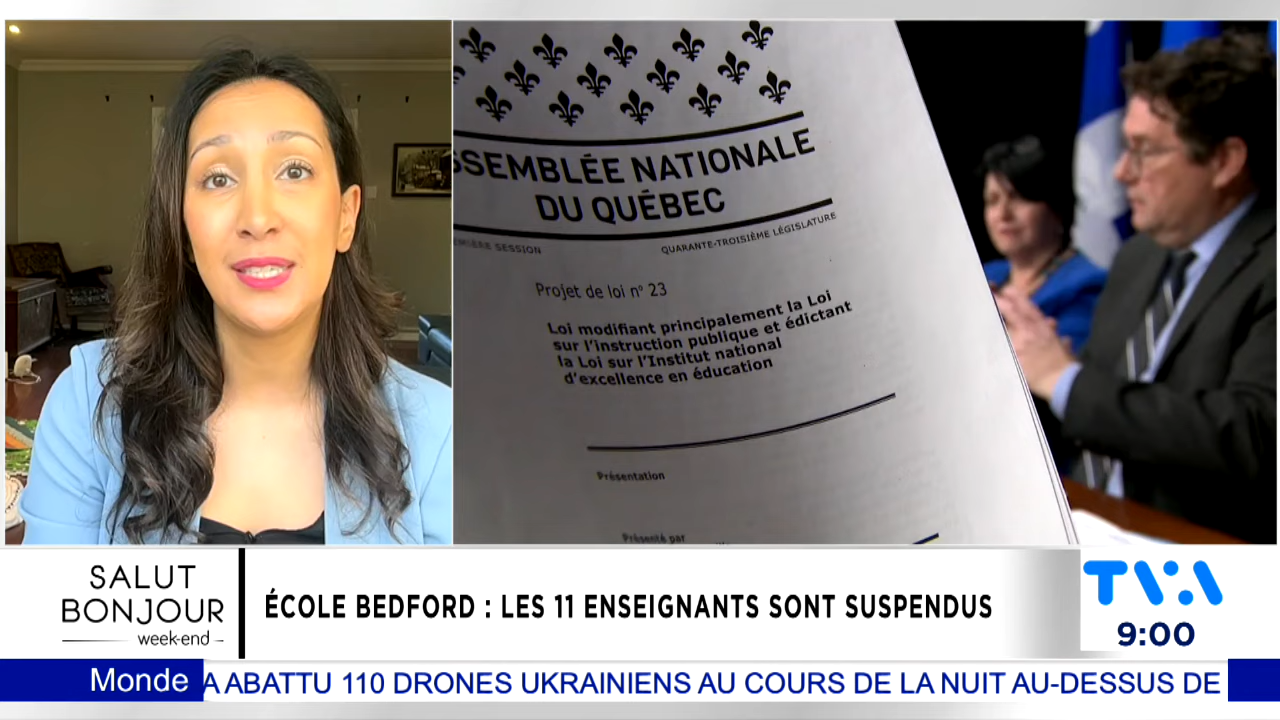 SSEMBLÉE NATIONALE
DU QUÉBEC
SESSION
QUARANTE-TROISIÈME LÉGISLATURE
Projet de loi nº 23
Loi modifiant principalement la Loi
sur l'instruction publique et édictant
la Loi sur l'Institut national
d'excellence en éducation
Présentation
Présenté par
SALUT
BONJOUR
week-end
ÉCOLE BEDFORD : LES 11 ENSEIGNANTS SONT SUSPENDUS
TVA
9:00
Monde
A ABATTU 110 DRONES UKRAINIENS AU COURS DE LA NUIT AU-DESSUS DE